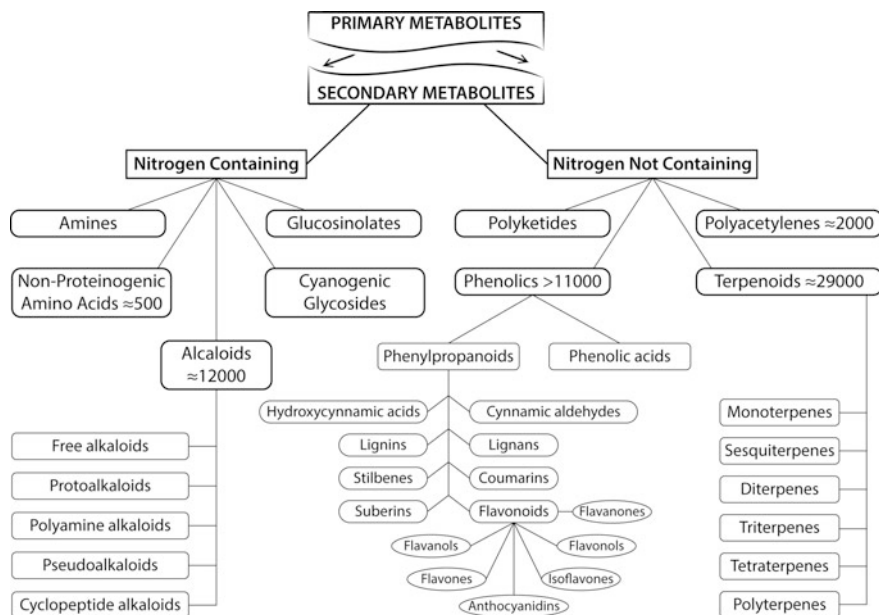 PRIMARY METABOLITES
SECONDARY METABOLITES
Nitrogen Containing
Nitrogen Not Containing
Amines
Glucosinolates
Polyketides
Polyacetylenes ≈2000
Non-Proteinogenic
Amino Acids ≈500
Cyanogenic
Glycosides
Phenolics >11000
Terpenoids ≈29000
Alcaloids
≈12000
Phenylpropanoids
Phenolic acids
Hydroxycynnamic acids
Cynnamic aldehydes
Monoterpenes
Free alkaloids
Lignins
Lignans
Sesquiterpenes
Protoalkaloids
Stilbenes
Coumarins
Diterpenes
Polyamine alkaloids
Suberins
Flavonoids
Flavanones
Triterpenes
Flavanols
Flavonols
Pseudoalkaloids
Flavones
Isoflavones
Tetraterpenes
Cyclopeptide alkaloids
Anthocyanidins
Polyterpenes